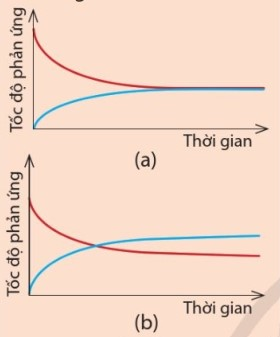 Tốc độ phản ứng
Thời gian
(a)
Tốc độ phản ứng
Thời gian
(b)